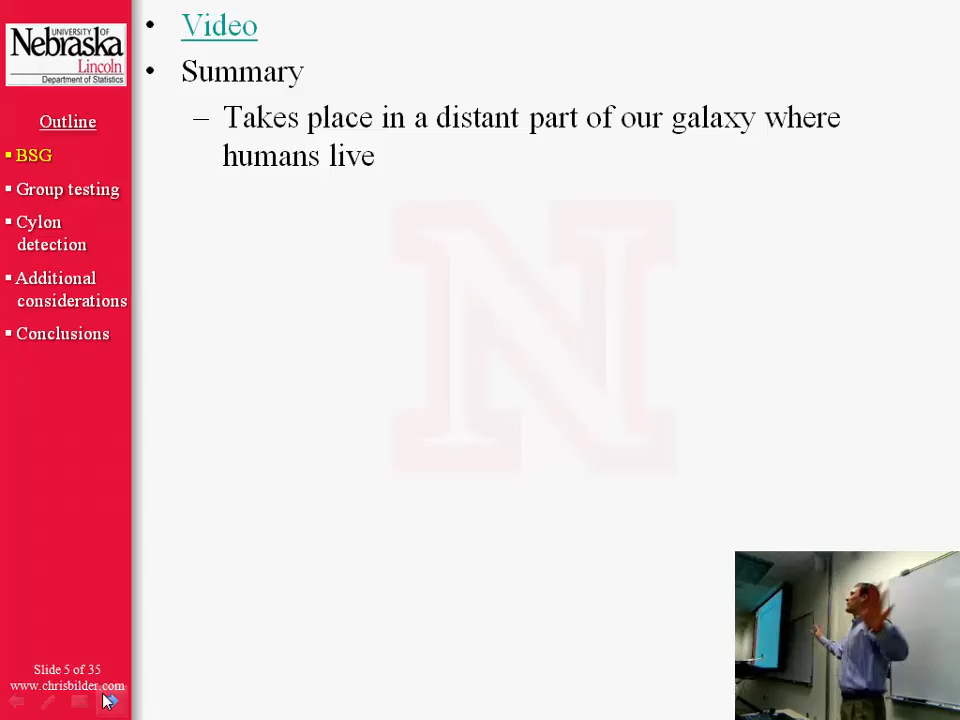 UNIVERSITY OF
Nebraska
Lincoln
Department of Statistics
Outline
BSG
Group testing
Cylon
detection
Additional
considerations
Conclusions
Slide 5 of 35
www.chrisbilder.com
• Video
• Summary
– Takes place in a distant part of our galaxy where
humans live
N